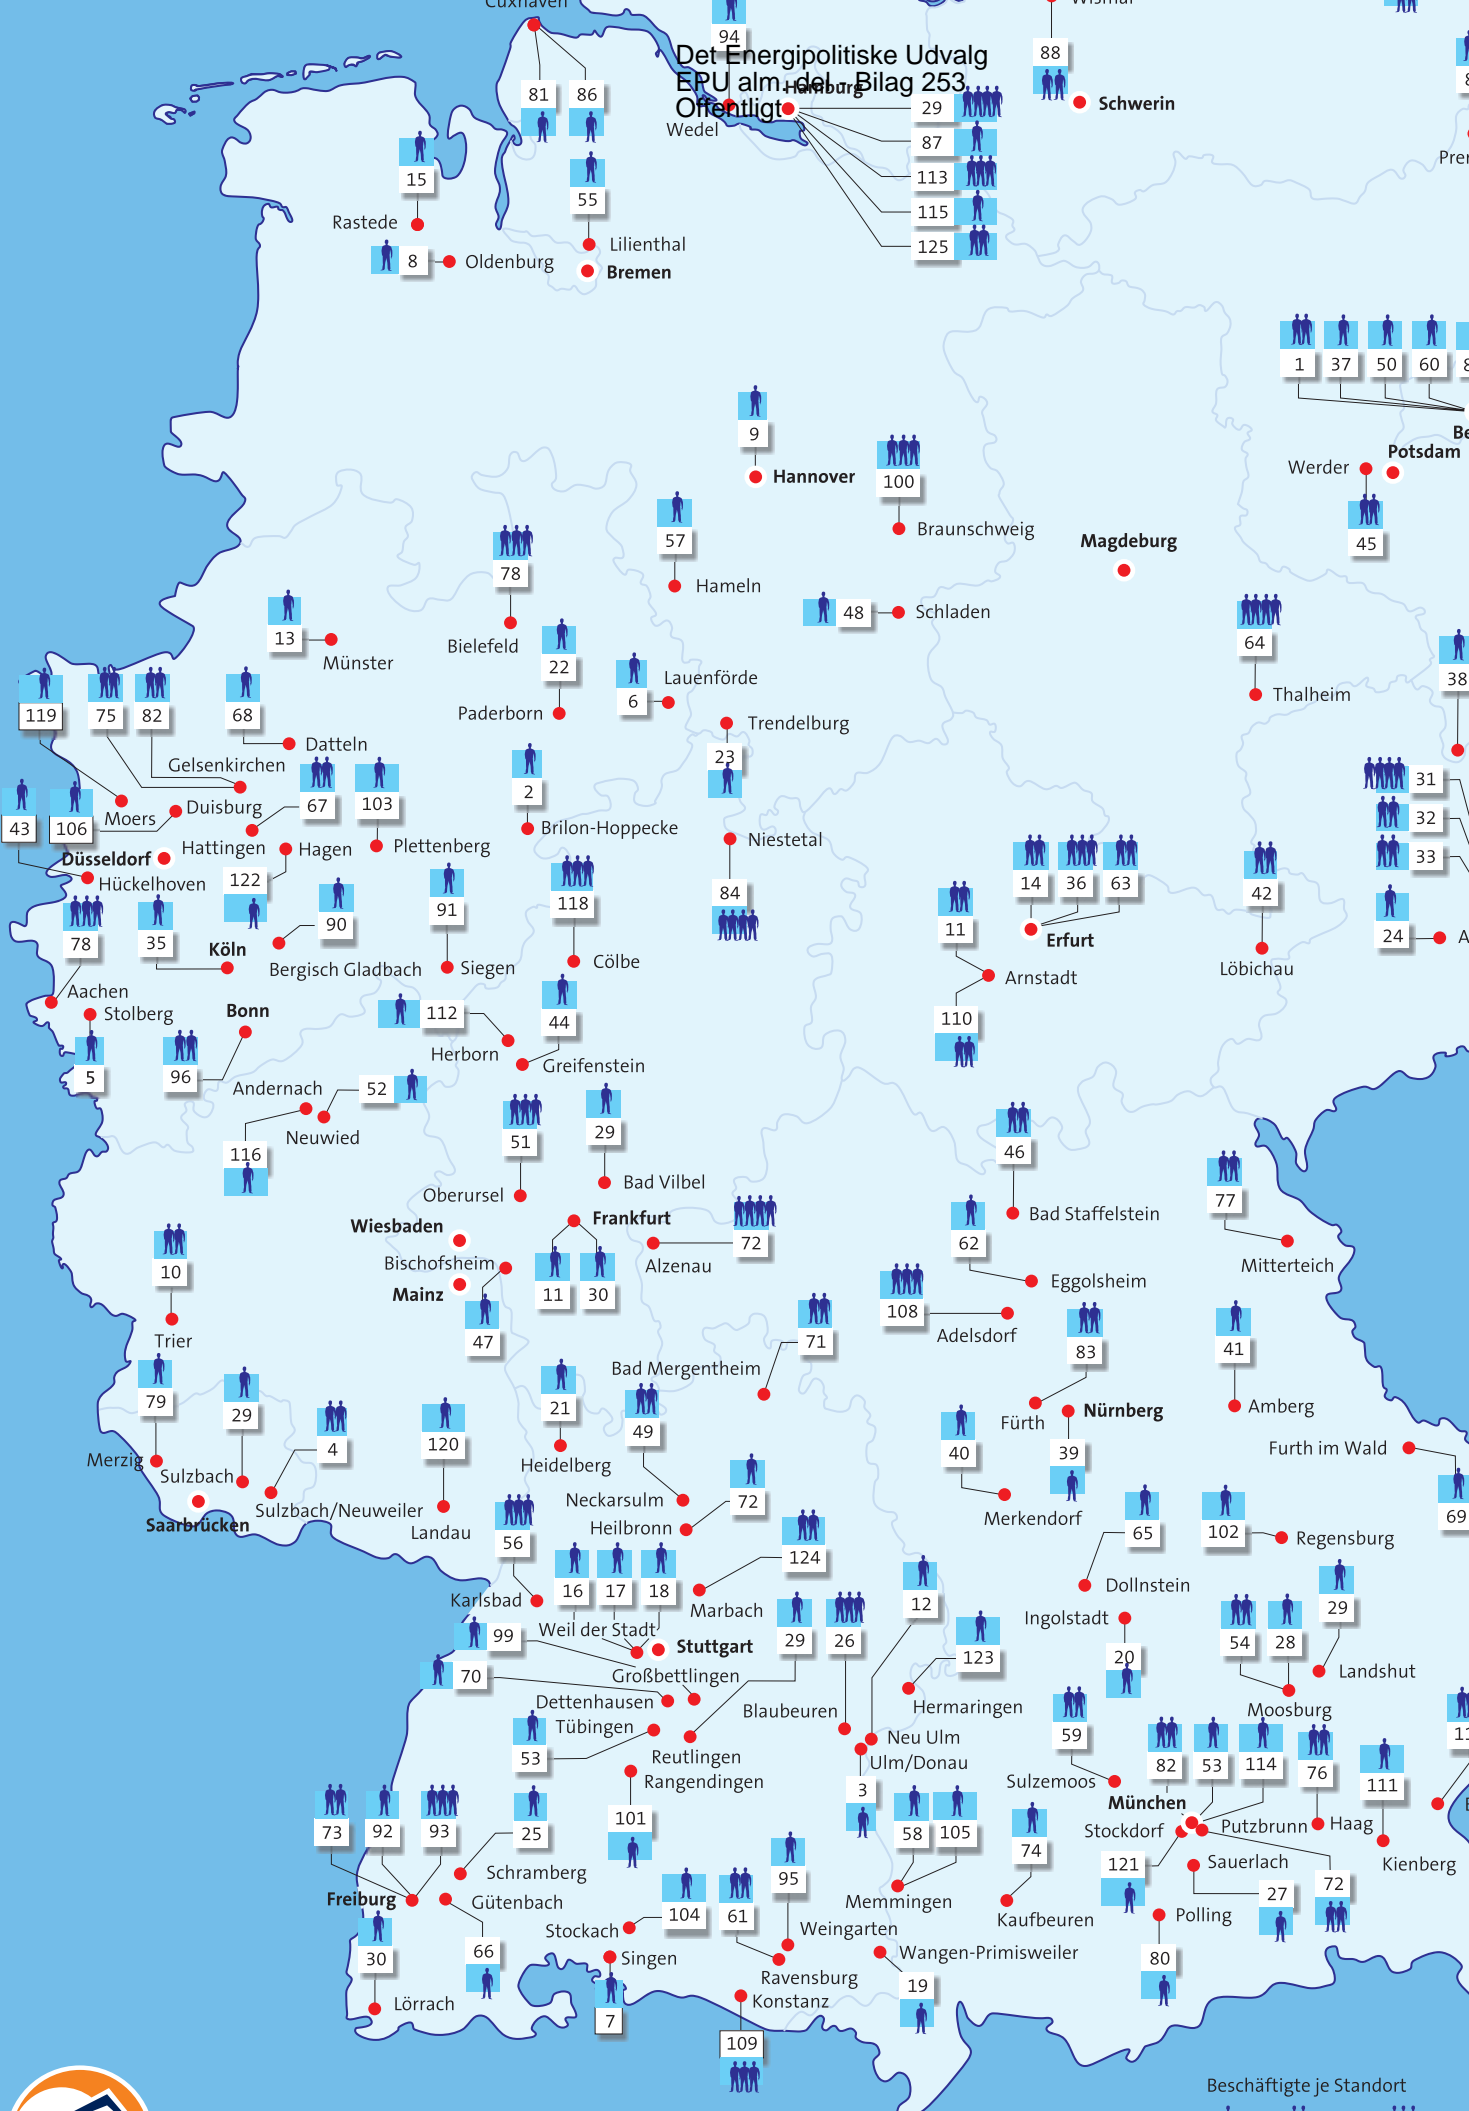 Cuxhaven
94
Wismar
88
Det Energipolitiske Udvalg
EPU alm. del - Bilag 253
Offentligt
Hamburg
Wedel
81
86
29
87
113
115
125
Schwerin
15
55
Rastede
8
Oldenburg
Lilienthal
Bremen
1
37
50
60
9
Hannover
100
Braunschweig
Potsdam
Werder
45
57
Hameln
Magdeburg
78
Bielefeld
48
Schladen
13
Münster
22
Paderborn
6
Lauenförde
64
Thalheim
38
119
75
82
68
Datteln
Trendelburg
23
Gelsenkirchen
67
103
2
43
106
Moers
Duisburg
Brilon-Hoppecke
Niestetal
84
31
32
33
24
Düsseldorf
Hattingen
Hagen
Plettenberg
Hückelhoven
122
14
36
63
42
78
35
90
91
118
11
Erfurt
Köln
Bergisch Gladbach
Siegen
Cölbe
Arnstadt
Löbichau
Aachen
Stolberg
Bonn
112
44
110
Herborn
Greifenstein
5
96
Andernach
52
Neuwied
116
51
29
46
Oberursel
Bad Vilbel
77
Wiesbaden
Frankfurt
72
Bad Staffelstein
62
Bischofsheim
Alzenau
Mitterteich
10
Mainz
11
30
Eggolsheim
108
Adelsdorf
Trier
47
71
83
41
Bad Mergentheim
79
29
21
49
Fürth
Nürnberg
Amberg
4
120
40
39
Furth im Wald
Merzig
Sulzbach
Heidelberg
Neckarsulm
72
69
Saarbrücken
Sulzbach/Neuweiler
Landau
Heilbronn
Merkendorf
65
102
Regensburg
56
124
16
17
18
Karlsbad
Marbach
12
Dollnstein
29
Weil der Stadt
Stuttgart
Ingolstadt
99
29
26
123
54
28
70
Großbettlingen
20
Landshut
Dettenhausen
Blaubeuren
Hermaringen
Moosburg
Tübingen
59
53
Reutlingen
Neu Ulm
Ulm/Donau
82
53
114
76
111
Rangendingen
3
Sulzemoos
München
73
92
93
25
101
58
105
74
Stockdorf
Putzbrunn
Haag
Kienberg
Schramberg
95
121
Sauerlach
Freiburg
Gütenbach
104
61
Memmingen
Kaufbeuren
27
72
Stockach
Weingarten
Polling
30
66
Singen
Wangen-Primisweiler
80
Ravensburg
Lörrach
7
Konstanz
19
109
Beschäftigte je Standort